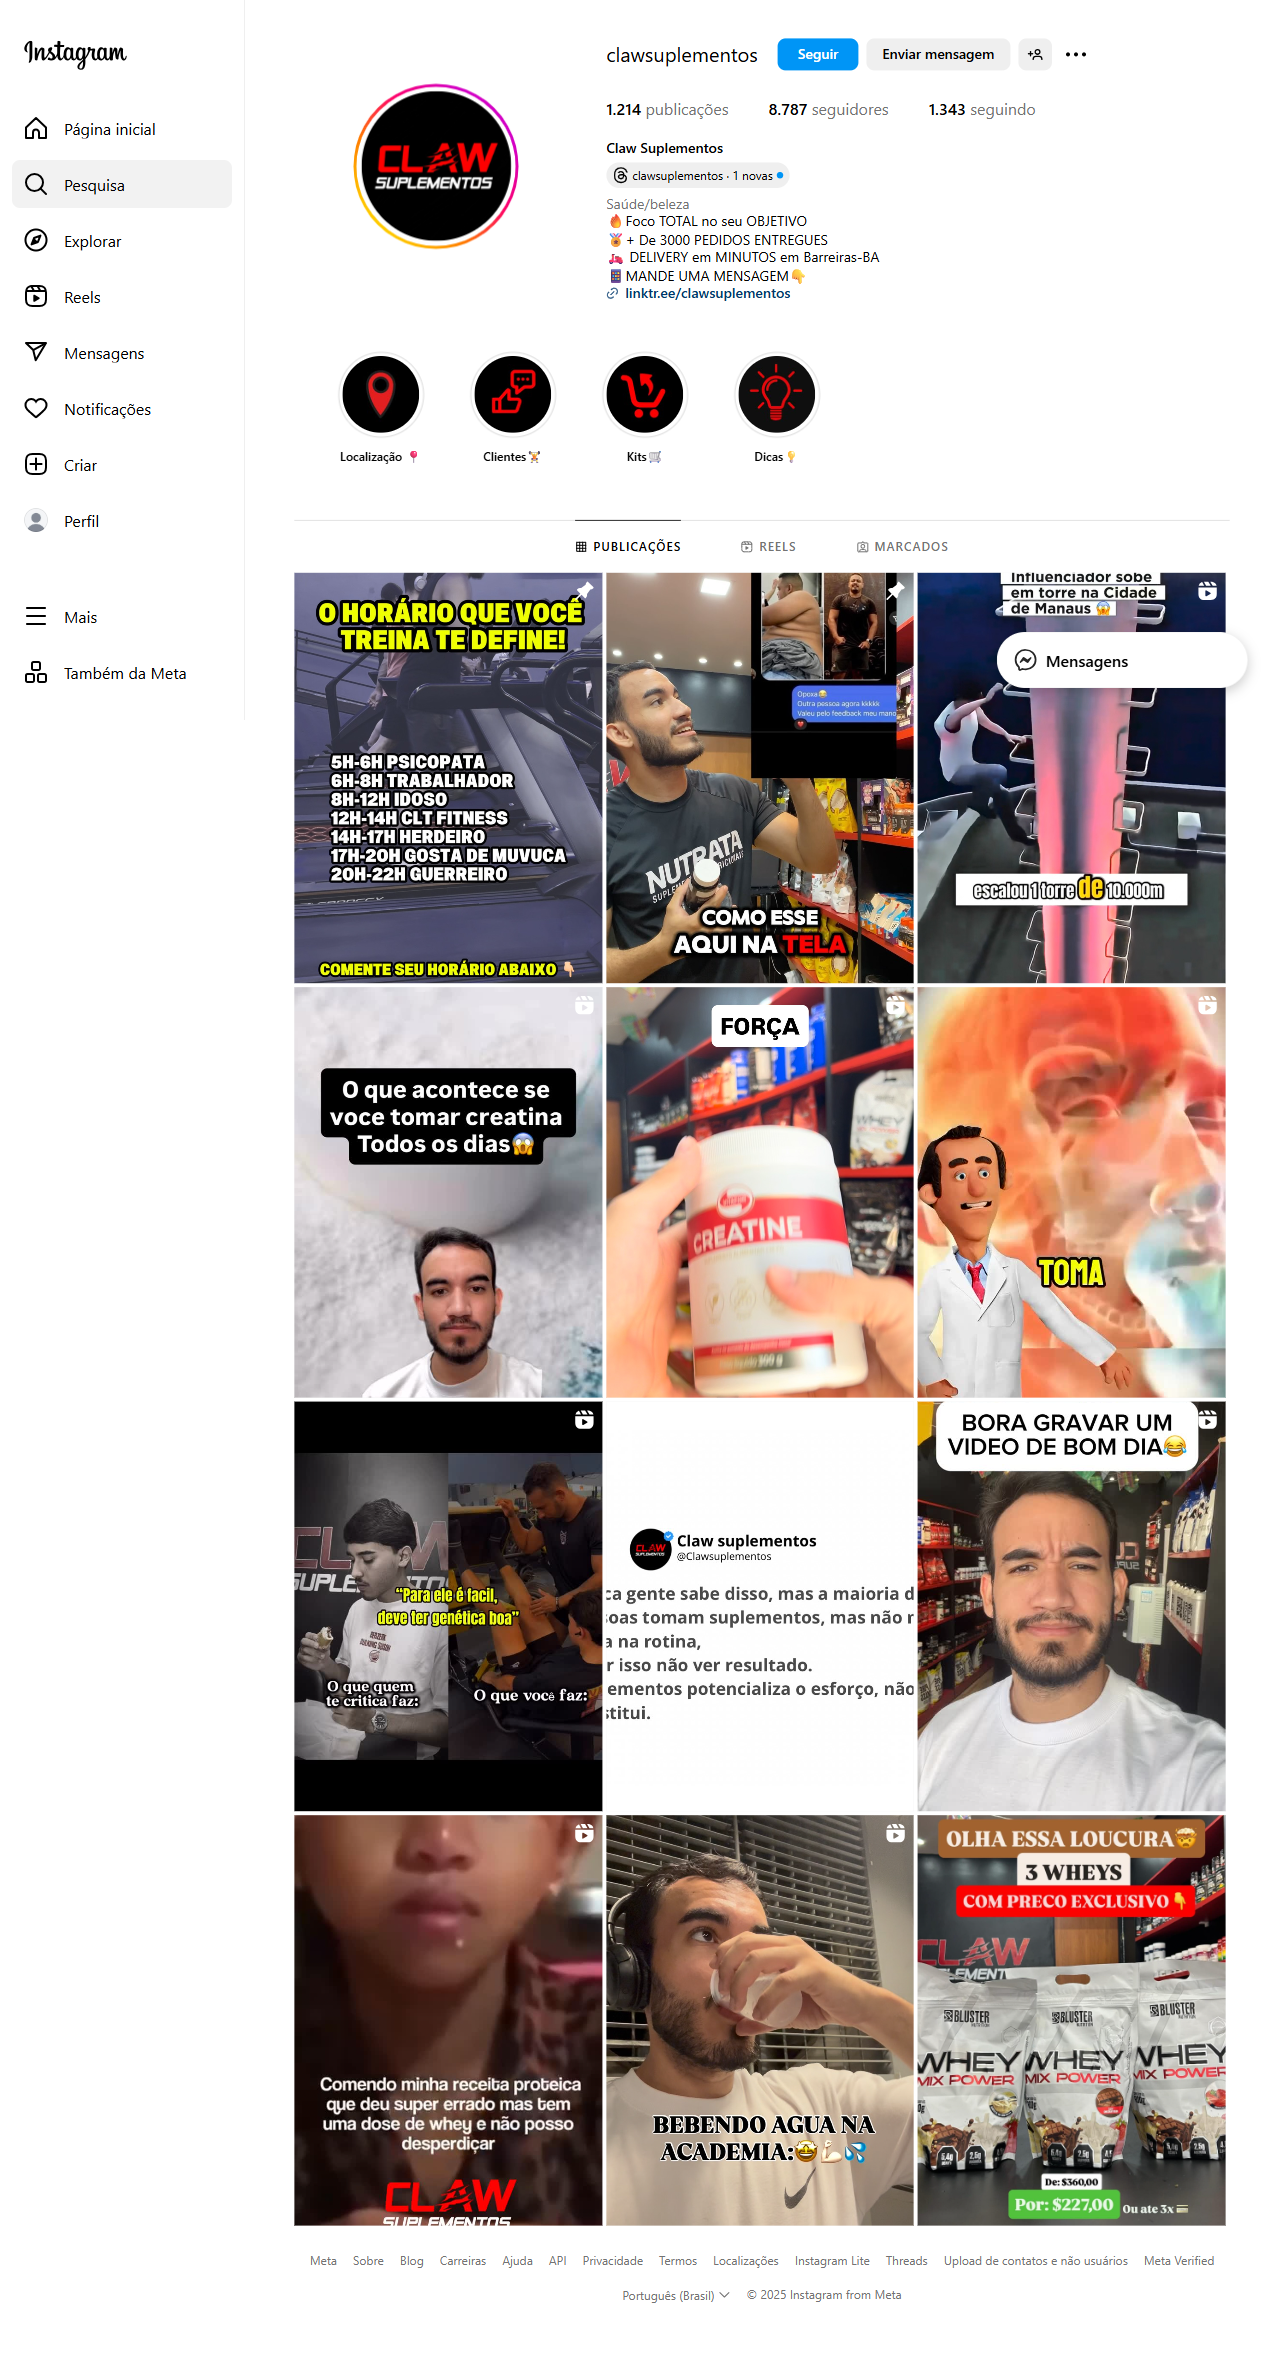 Instagram
Página inicial
Pesquisa
Explorar
Reels
Mensagens
Notificações
Criar
Perfil
Mais
Também da Meta
clawsuplementos
Seguir
Enviar mensagem
1.214 publicações
8.787 seguidores
1.343 seguindo
Claw Suplementos
clawsuplementos · 1 novas
Saúde/beleza
🔥Foco TOTAL no seu OBJETIVO
🏅+ De 3000 PEDIDOS ENTREGUES
🛵 DELIVERY em MINUTOS em Barreiras-BA
📱MANDE UMA MENSAGEM👇
linktr.ee/clawsuplementos
CLAW
SUPLEMENTOS
Localização 📍
Clientes🏋️
Kits🛒
Dicas💡
PUBLICAÇÕES
REELS
MARCADOS
O HORÁRIO QUE VOCÊ
TREINA TE DEFINE!
5H-6H PSICOPATA
6H-8H TRABALHADOR
8H-12H IDOSO
12H-14H CLT FITNESS
14H-17H HERDEIRO
17H-20H GOSTA DE MUVUCA
20H-22H GUERREIRO
COMENTE SEU HORÁRIO ABAIXO 👇🏻
Opoxa😂
Outra pessoa agora kkkkk
Valeu pelo feedback meu mano
NUTRATA
COMO ESSE
AQUI NA TELA
Influenciador sobe
em torre na Cidade
de Manaus 😱
escalou 1 torre de 10.000m
Mensagens
O que acontece se
voce tomar creatina
Todos os dias😱
FORÇA
WHEY
CREATINE
TOMA
"Para ele é facil,
deve ter genética boa"
O que quem
te critica faz:
O que você faz:
Claw suplementos
@Clawsuplementos
ca gente sabe disso, mas a maioria d
soas tomam suplementos, mas não r
a na rotina,
r isso não ver resultado.
ementos potencializa o esforço, não
stitui.
BORA GRAVAR UM
VIDEO DE BOM DIA😂
Comendo minha receita proteica
que deu super errado mas tem
uma dose de whey e não posso
desperdiçar
CLAW
SUPLEMENTOS
BEBENDO AGUA NA
ACADEMIA:🤩💪🏻💦
OLHA ESSA LOUCURA🤯
3 WHEYS
COM PRECO EXCLUSIVO👇
CLAW
BLUSTER
BLUSTER
BLUSTER
WHEY
MIX POWER
WHEY
MIX POWER
WHEY
MIX POWER
De: $360,00
Por: $227,00 Ou ate 3x 💳
Meta
Sobre
Blog
Carreiras
Ajuda
API
Privacidade
Termos
Localizações
Instagram Lite
Threads
Upload de contatos e não usuários
Meta Verified
Português (Brasil)
© 2025 Instagram from Meta